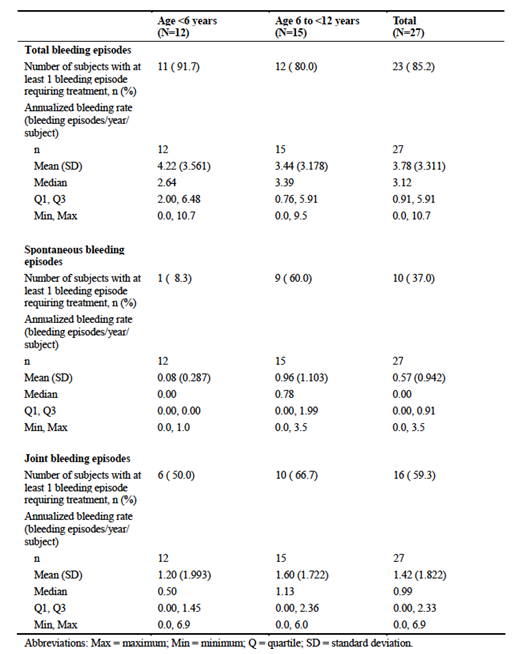 Age <6 years Age 6 to <12 years Total
(N=12) (N=15) (N=27)
Total bleeding episodes
Number of subjects with at 11 ( 91.7) 12 ( 80.0) 23 ( 85.2)
least 1 bleeding episode
requiring treatment, n (%)
Annualized bleeding rate
(bleeding episodes/year/
subject)
n 12 15 27
Mean (SD) 4.22 (3.561) 3.44 (3.178) 3.78 (3.311)
Median 2.64 3.39 3.12
Q1, Q3 2.00, 6.48 0.76, 5.91 0.91, 5.91
Min, Max 0.0, 10.7 0.0, 9.5 0.0, 10.7
Spontaneous bleeding
episodes
Number of subjects with at 1 ( 8.3) 9 ( 60.0) 10 ( 37.0)
least 1 bleeding episode
requiring treatment, n (%)
Annualized bleeding rate
(bleeding episodes/year/
subject)
n 12 15 27
Mean (SD) 0.08 (0.287) 0.96 (1.103) 0.57 (0.942)
Median 0.00 0.78 0.00
Q1, Q3 0.00, 0.00 0.00, 1.99 0.00, 0.91
Min, Max 0.0, 1.0 0.0, 3.5 0.0, 3.5
Joint bleeding episodes
Number of subjects with at 6 ( 50.0) 10 ( 66.7) 16 ( 59.3)
least 1 bleeding episode
requiring treatment, n (%)
Annualized bleeding rate
(bleeding episodes/year/
subject)
n 12 15 27
Mean (SD) 1.20 (1.993) 1.60 (1.722) 1.42 (1.822)
Median 0.50 1.13 0.99
Q1, Q3 0.00, 1.45 0.00, 2.36 0.00, 2.33
Min, Max 0.0, 6.9 0.0, 6.0 0.0, 6.9
Abbreviations: Max = maximum; Min = minimum; Q = quartile; SD = standard deviation.